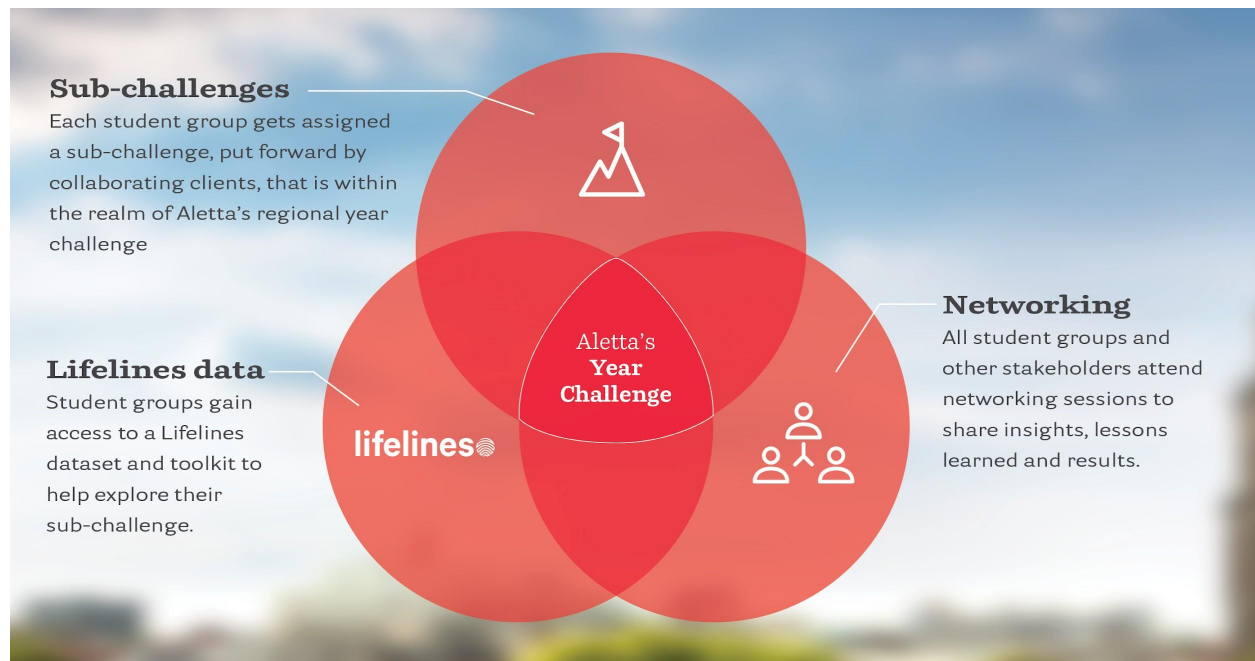 Sub-challenges
Each student group gets assigned
a sub-challenge, put forward by
collaborating clients, that is within
the realm of Aletta’s regional year
challenge
Lifelines data
Student groups gain
access to a Lifelines
dataset and toolkit to
help explore their
sub-challenge.
lifelines
Aletta’s
Year
Challenge
Networking
All student groups and
other stakeholders attend
networking sessions to
share insights, lessons
learned and results.